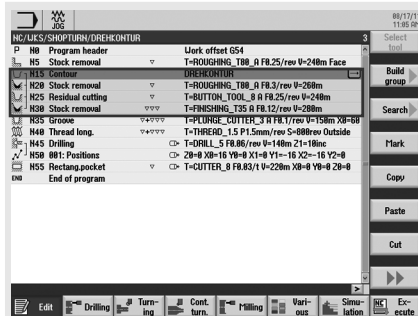 JOG
08/17/1
11:05 A
NC/WKS/SHOPTURN/DREHKONTUR 3
Select tool
P N0 Program header Work offset G54
N5 Stock removal ▽ T=ROUGHING_T80_A F0.25/rev V=240m Face
N15 Contour DREHKONTUR
N20 Stock removal ▽ T=ROUGHING_T80_A F0.3/rev V=260m
N25 Residual cutting ▽ T=BUTTON_TOOL_8 A F0.25/rev V=240m
N30 Stock removal ▽▽▽ T=FINISHING_T35 A F0.12/rev V=280m
N35 Groove ▽+▽▽▽ T=PLUNGE_CUTTER_3 A F0.1/rev V=150m X0=60
N40 Thread long. ▽+▽▽▽ T=THREAD_1.5 P1.5mm/rev S=800rev Outside
N45 Drilling T=DRILL_5 F0.06/rev V=140m Z1=10inc
N50 001: Positions Z0=0 X0=16 Y0=0 X1=0 Y1=-16 X2=-16 Y2=0
N55 Rectang.pocket ▽ T=CUTTER_8 F0.03/t V=220m X0=0 Y0=0 Z0=0
END End of program
Build group
Search
Mark
Copy
Paste
Cut
Edit
Drilling
Turn-ing
Cont. turn.
Milling
Vari-ous
Simu-lation
NC Ex-ecute